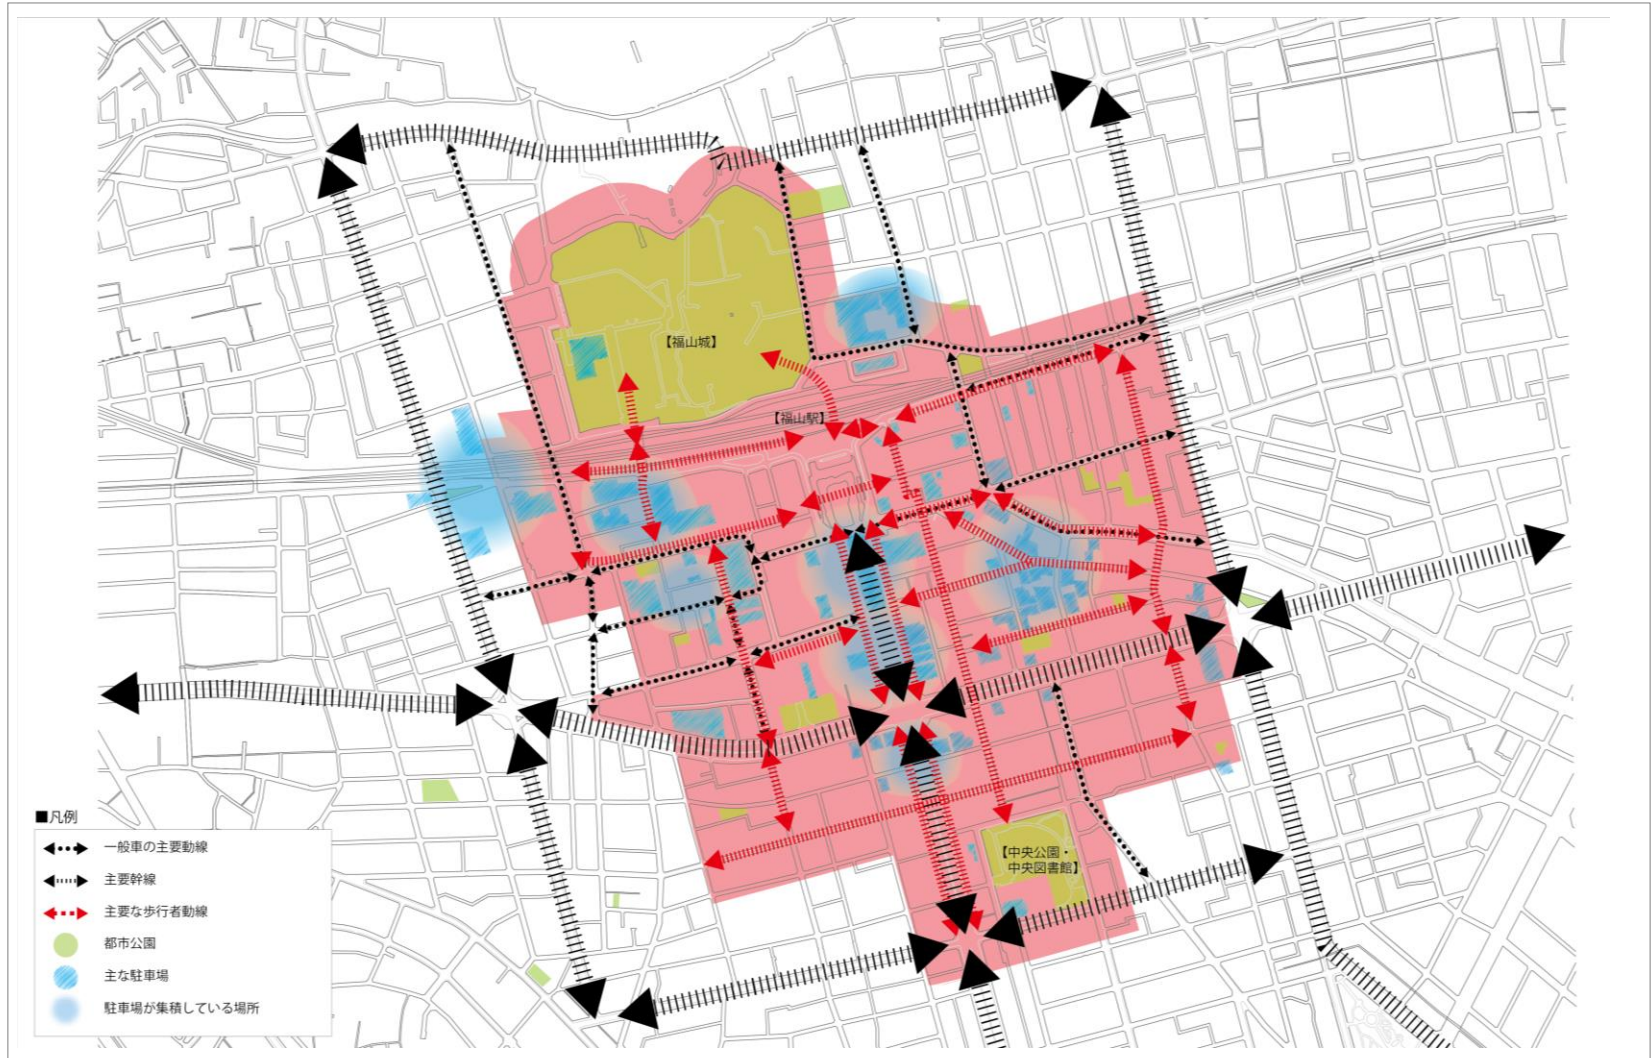 【福山城】
【福山駅】
【中央公園・
中央図書館】
■凡例
一般車の主要動線
主要幹線
主要な歩行者動線
都市公園
主な駐車場
駐車場が集積している場所